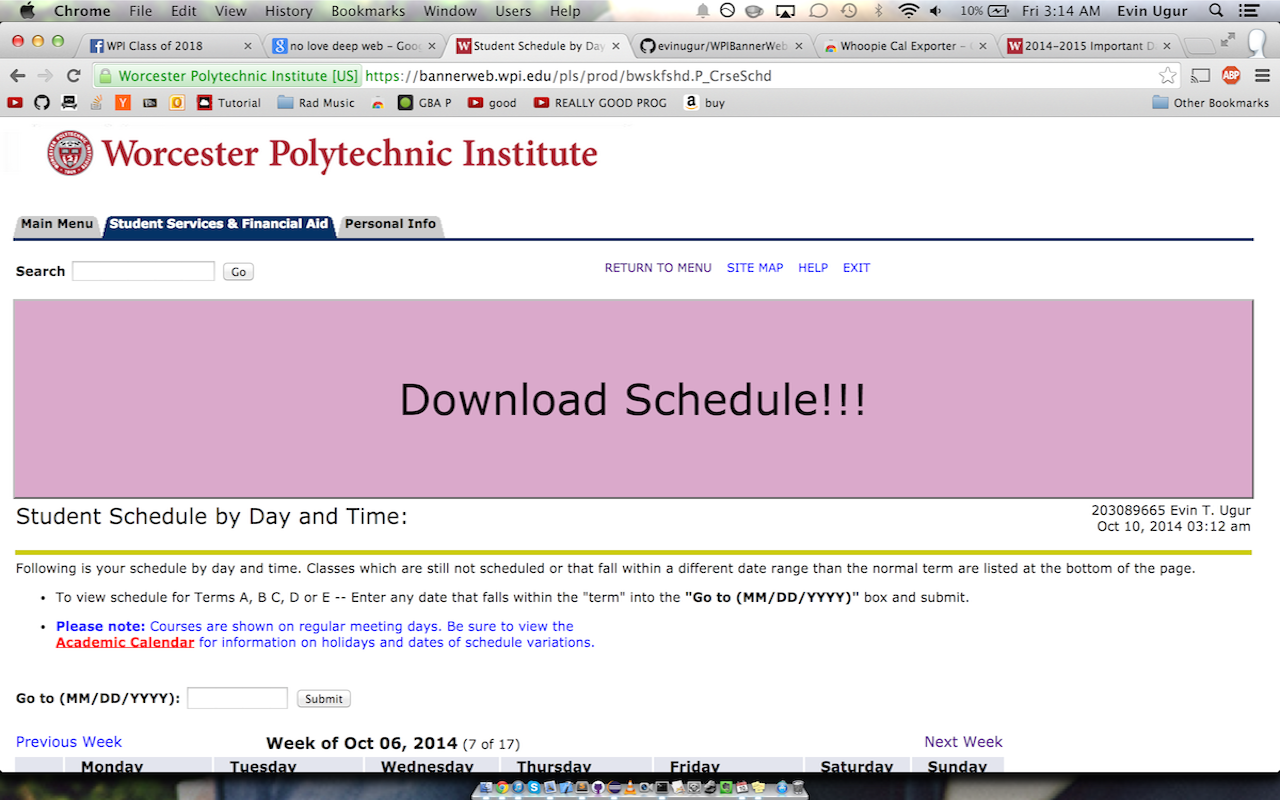 Chrome File Edit View History Bookmarks Window Users Help 10% Fri 3:14 AM Evin Ugur
WPI Class of 2018 no love deep web – Goo Student Schedule by Day evinugur/WPIBannerWeb Whoopie Cal Exporter – 2014–2015 Important D
Worcester Polytechnic Institute [US] https://bannerweb.wpi.edu/pls/prod/bwskfshd.P_CrseSchd ABP
Tutorial Rad Music GBA P good REALLY GOOD PROG buy Other Bookmarks
Worcester Polytechnic Institute
Main Menu Student Services & Financial Aid Personal Info
Search Go RETURN TO MENU SITE MAP HELP EXIT
Download Schedule!!!
Student Schedule by Day and Time: 203089665 Evin T. Ugur
Oct 10, 2014 03:12 am
Following is your schedule by day and time. Classes which are still not scheduled or that fall within a different date range than the normal term are listed at the bottom of the page.
• To view schedule for Terms A, B C, D or E -- Enter any date that falls within the "term" into the "Go to (MM/DD/YYYY)" box and submit.
• Please note: Courses are shown on regular meeting days. Be sure to view the
Academic Calendar for information on holidays and dates of schedule variations.
Go to (MM/DD/YYYY): Submit
Previous Week Week of Oct 06, 2014 (7 of 17) Next Week
Monday Tuesday Wednesday Thursday Friday Saturday Sunday